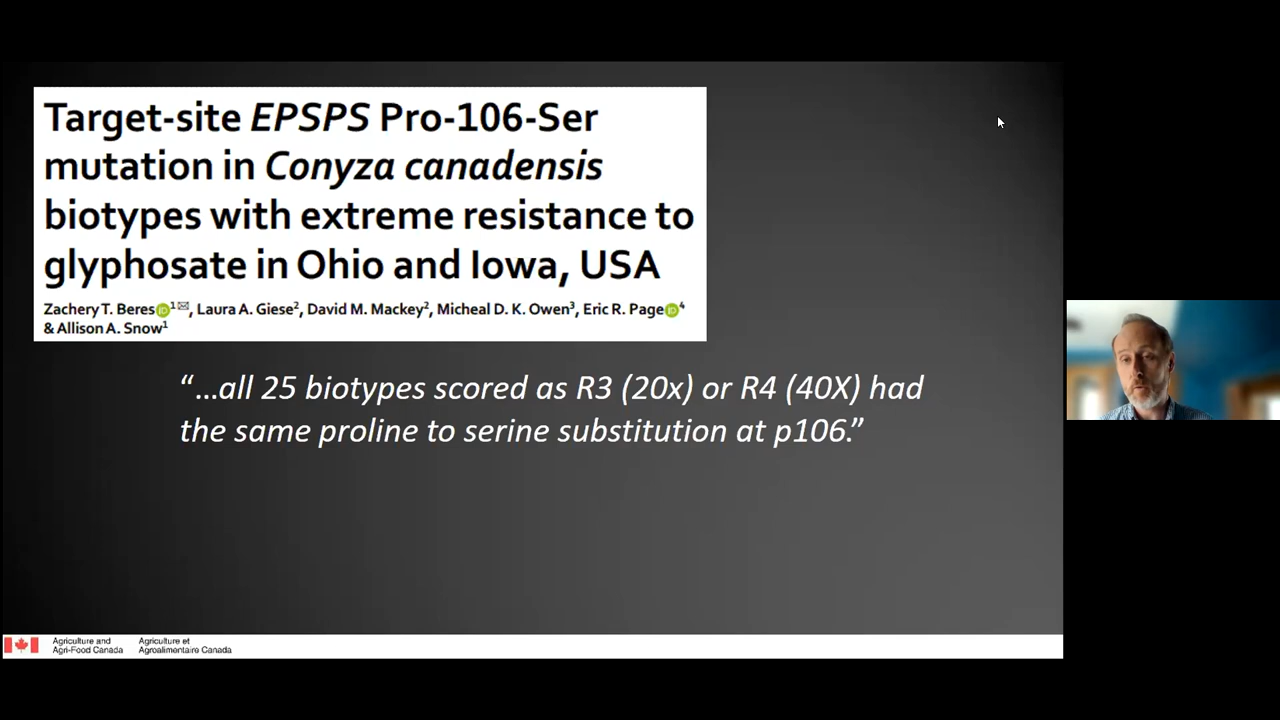 Target-site EPSPS Pro-106-Ser
mutation in Conyza canadensis
biotypes with extreme resistance to
glyphosate in Ohio and Iowa, USA
Zachery T. Beres iD 1✉, Laura A. Giese2, David M. Mackey2, Micheal D. K. Owen3, Eric R. Page iD 4
& Allison A. Snow1
“...all 25 biotypes scored as R3 (20x) or R4 (40X) had
the same proline to serine substitution at p106.”
Agriculture and Agriculture et
Agri-Food Canada Agroalimentaire Canada